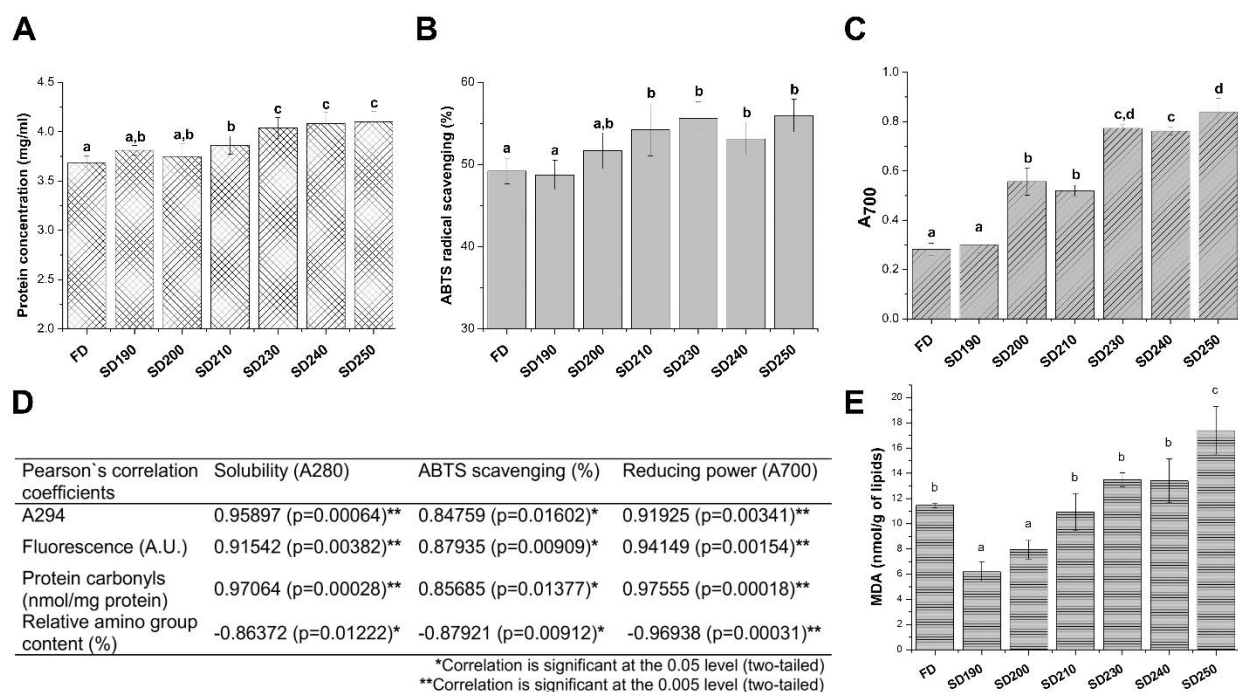 A
B
C
Protein concentration (mg/ml)
4.5
4.0
3.5
3.0
2.5
2.0
a
a,b
a,b
b
c
c
c
FD
SD190
SD200
SD210
SD230
SD240
SD250
ABTS radical scavenging (%)
60
50
40
30
a
a
a,b
b
b
b
b
FD
SD190
SD200
SD210
SD230
SD240
SD250
A700
1.0
0.8
0.6
0.4
0.2
0.0
a
a
b
b
c,d
c
d
FD
SD190
SD200
SD210
SD230
SD240
SD250
D
Pearson`s correlation coefficients Solubility (A280) ABTS scavenging (%) Reducing power (A700)
A294 0.95897 (p=0.00064)** 0.84759 (p=0.01602)* 0.91925 (p=0.00341)**
Fluorescence (A.U.) 0.91542 (p=0.00382)** 0.87935 (p=0.00909)* 0.94149 (p=0.00154)**
Protein carbonyls (nmol/mg protein) 0.97064 (p=0.00028)** 0.85685 (p=0.01377)* 0.97555 (p=0.00018)**
Relative amino group content (%) -0.86372 (p=0.01222)* -0.87921 (p=0.00912)* -0.96938 (p=0.00031)**
*Correlation is significant at the 0.05 level (two-tailed)
**Correlation is significant at the 0.005 level (two-tailed)
E
MDA (nmol/g of lipids)
20
18
16
14
12
10
8
6
4
2
0
b
a
a
b
b
b
c
FD
SD190
SD200
SD210
SD230
SD240
SD250